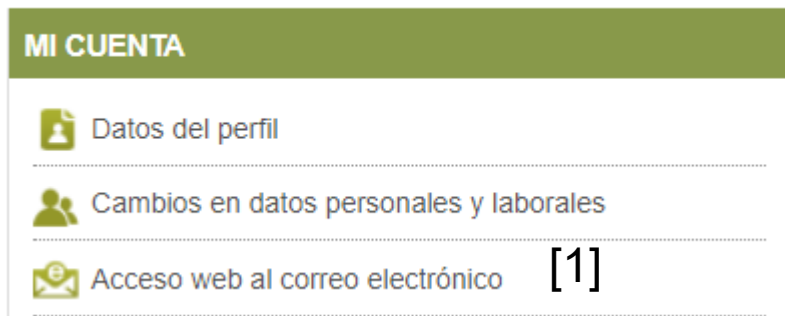 MI CUENTA
Datos del perfil
Cambios en datos personales y laborales
Acceso web al correo electrónico [1]